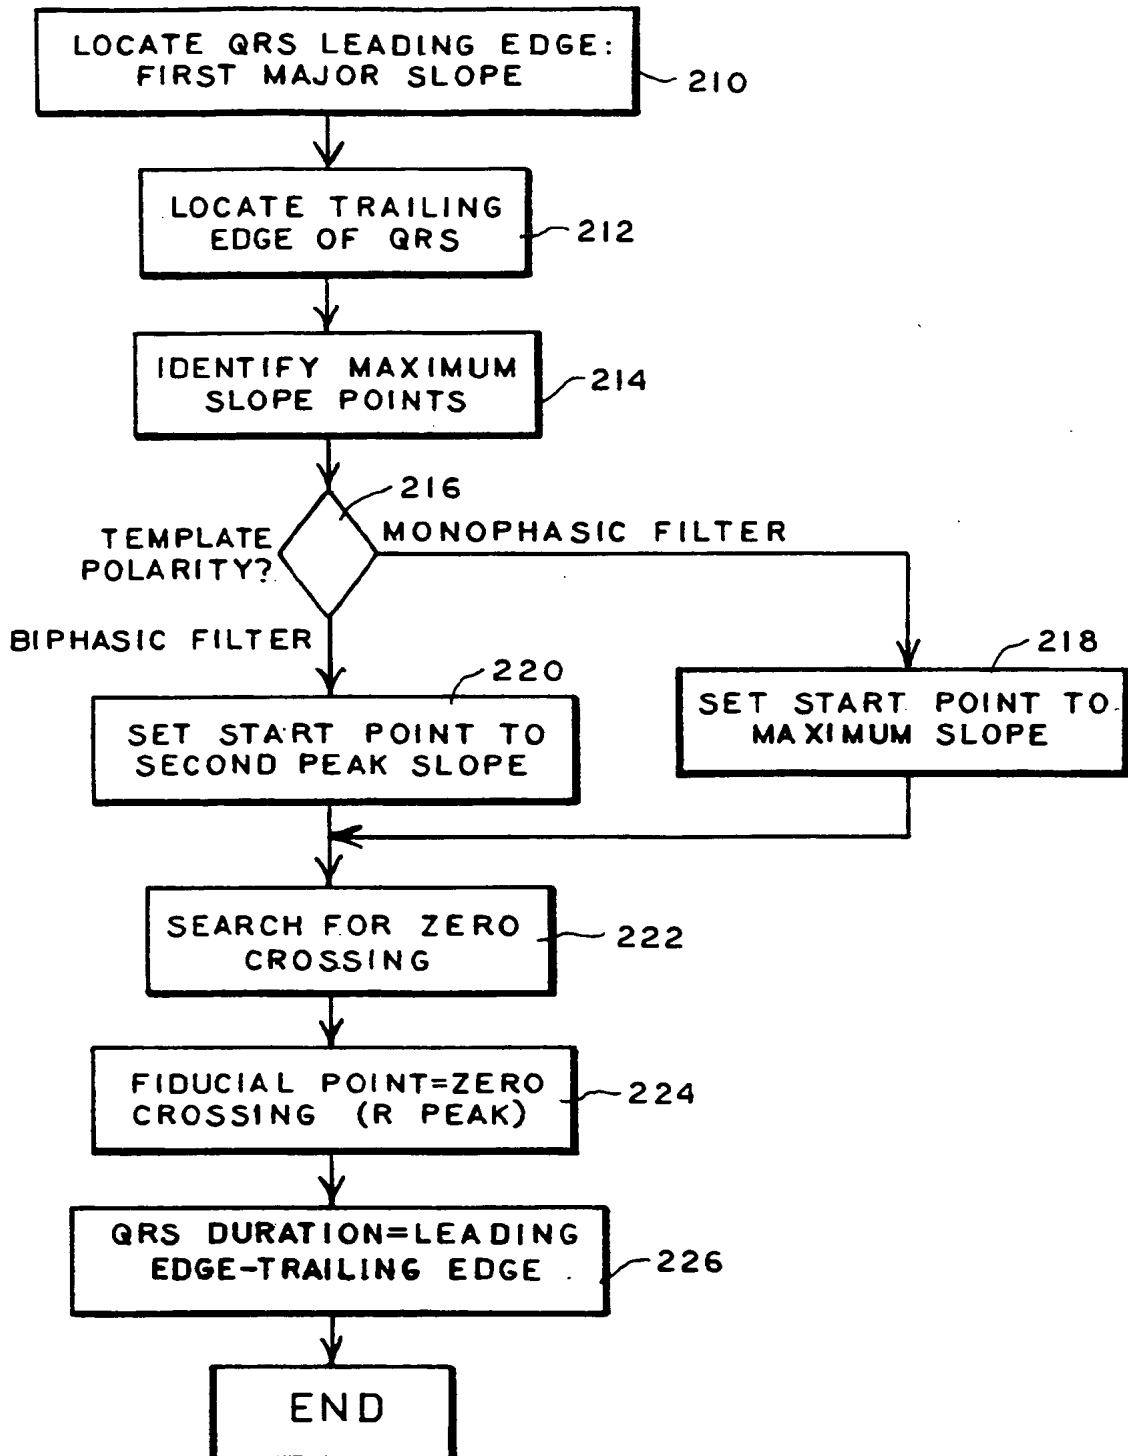 LOCATE QRS LEADING EDGE:
FIRST MAJOR SLOPE
210
LOCATE TRAILING
EDGE OF QRS
212
IDENTIFY MAXIMUM
SLOPE POINTS
214
216
TEMPLATE
POLARITY?
MONOPHASIC FILTER
BIPHASIC FILTER
218
SET START POINT TO
MAXIMUM SLOPE
220
SET START POINT TO
SECOND PEAK SLOPE
SEARCH FOR ZERO
CROSSING
222
FIDUCIAL POINT=ZERO
CROSSING (R PEAK)
224
QRS DURATION=LEADING
EDGE-TRAILING EDGE
226
END